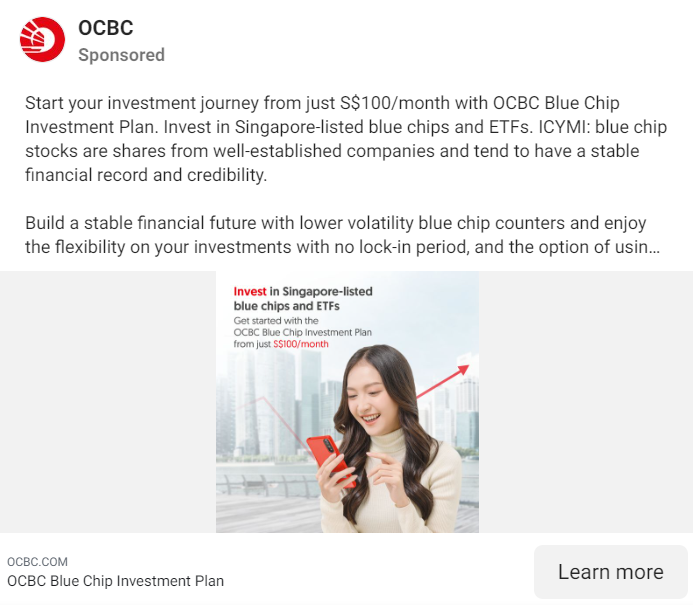 OCBC
Sponsored
Start your investment journey from just S$100/month with OCBC Blue Chip
Investment Plan. Invest in Singapore-listed blue chips and ETFs. ICYMI: blue chip
stocks are shares from well-established companies and tend to have a stable
financial record and credibility.
Build a stable financial future with lower volatility blue chip counters and enjoy
the flexibility on your investments with no lock-in period, and the option of usin...
Invest in Singapore-listed
blue chips and ETFs
Get started with the
OCBC Blue Chip Investment Plan
from just S$100/month
OCBC.COM
OCBC Blue Chip Investment Plan
Learn more